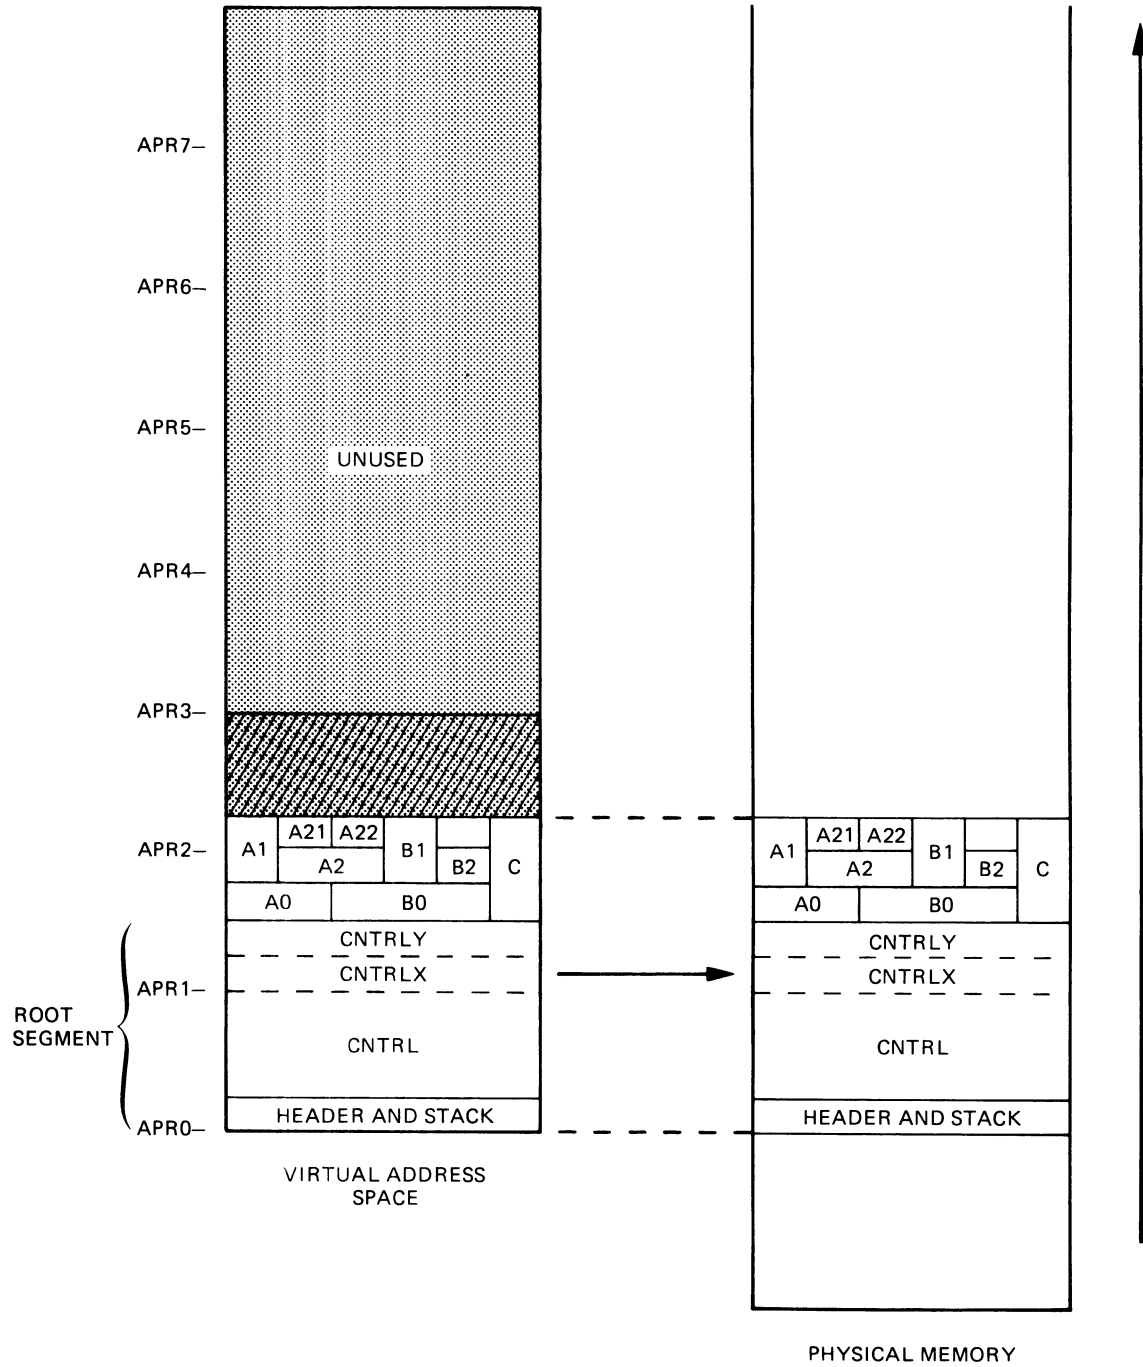 APR7–
APR6–
APR5–
UNUSED
APR4–
APR3–
A21 A22
A1 B1
APR2–
A2 B2 C
A0 B0
CNTRLY
CNTRLX
APR1–
ROOT
SEGMENT
CNTRL
HEADER AND STACK
APR0–
VIRTUAL ADDRESS
SPACE
A21 A22
A1 B1
A2 B2 C
A0 B0
CNTRLY
CNTRLX
CNTRL
HEADER AND STACK
PHYSICAL MEMORY